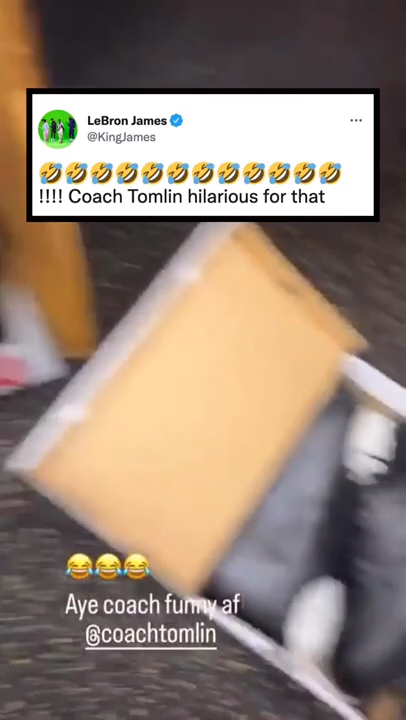 LeBron James
@KingJames
🤣🤣🤣🤣🤣🤣🤣🤣🤣🤣🤣🤣
!!!! Coach Tomlin hilarious for that
😂😂😂
Aye coach funny af
@coachtomlin